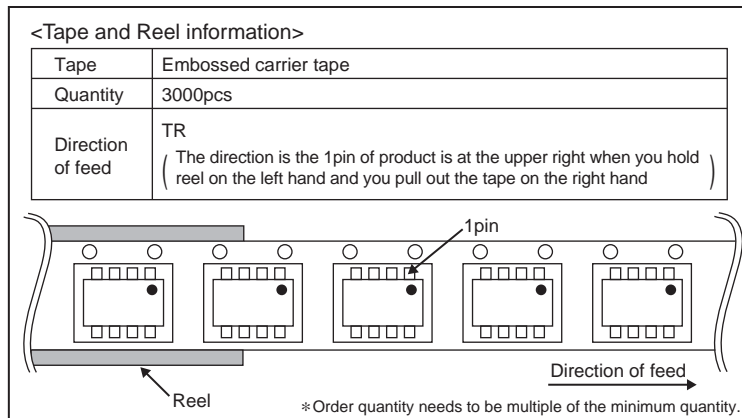 <Tape and Reel information>
Tape Embossed carrier tape
Quantity 3000pcs
Direction of feed
TR
( The direction is the 1pin of product is at the upper right when you hold
reel on the left hand and you pull out the tape on the right hand )
1pin
Direction of feed
Reel
*Order quantity needs to be multiple of the minimum quantity.